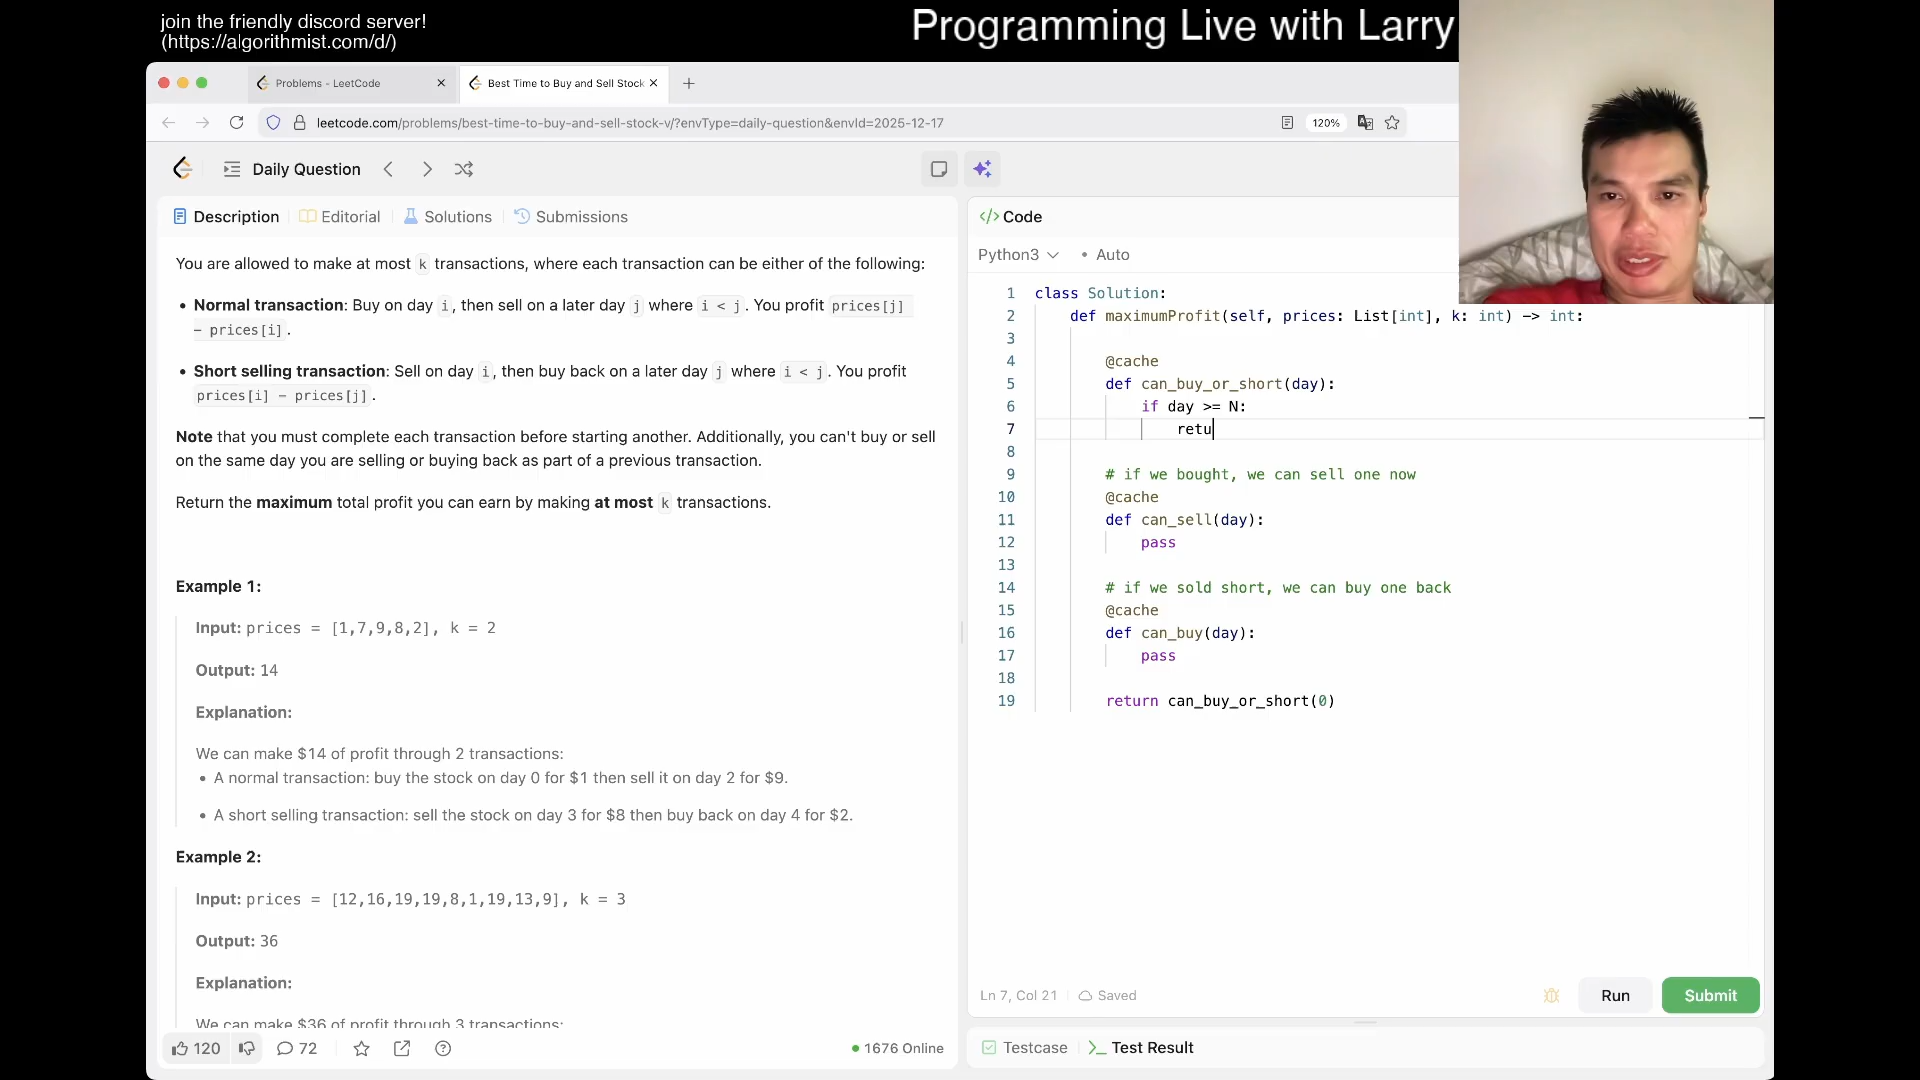 join the friendly discord server!
(https://algorithmist.com/d/)
Programming Live with Larry
Problems - LeetCode
Best Time to Buy and Sell Stock
leetcode.com/problems/best-time-to-buy-and-sell-stock-v/?envType=daily-question&envId=2025-12-17
120%
Daily Question
Description
Editorial
Solutions
Submissions
You are allowed to make at most k transactions, where each transaction can be either of the following:
• Normal transaction: Buy on day i, then sell on a later day j where i < j. You profit prices[j]
- prices[i].
• Short selling transaction: Sell on day i, then buy back on a later day j where i < j. You profit
prices[i] - prices[j].
Note that you must complete each transaction before starting another. Additionally, you can't buy or sell
on the same day you are selling or buying back as part of a previous transaction.
Return the maximum total profit you can earn by making at most k transactions.
Example 1:
Input: prices = [1,7,9,8,2], k = 2
Output: 14
Explanation:
We can make $14 of profit through 2 transactions:
• A normal transaction: buy the stock on day 0 for $1 then sell it on day 2 for $9.
• A short selling transaction: sell the stock on day 3 for $8 then buy back on day 4 for $2.
Example 2:
Input: prices = [12,16,19,19,8,1,19,13,9], k = 3
Output: 36
Explanation:
We can make $36 of profit through 3 transactions:
120
72
1676 Online
</> Code
Python3
• Auto
1 class Solution:
2 def maximumProfit(self, prices: List[int], k: int) -> int:
3
4 @cache
5 def can_buy_or_short(day):
6 if day >= N:
7 retu
8
9 # if we bought, we can sell one now
10 @cache
11 def can_sell(day):
12 pass
13
14 # if we sold short, we can buy one back
15 @cache
16 def can_buy(day):
17 pass
18
19 return can_buy_or_short(0)
Ln 7, Col 21
Saved
Run
Submit
Testcase
Test Result